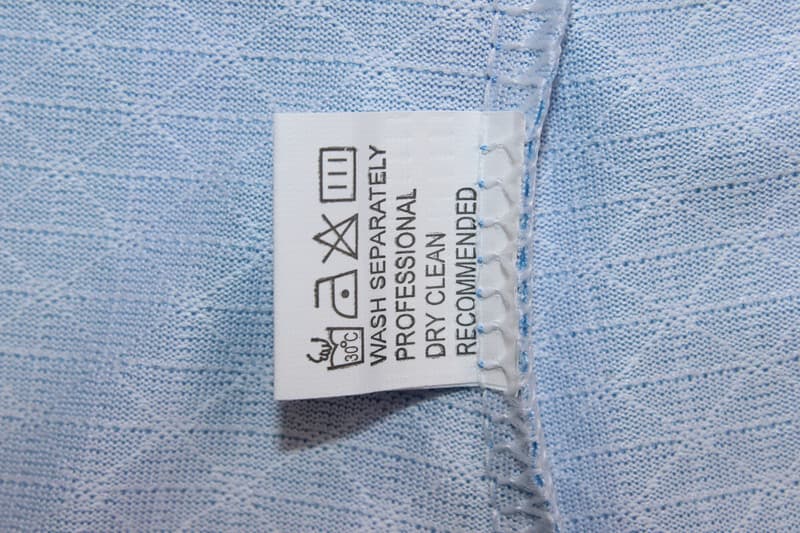 30°C
WASH SEPARATELY
PROFESSIONAL
DRY CLEAN
RECOMMENDED